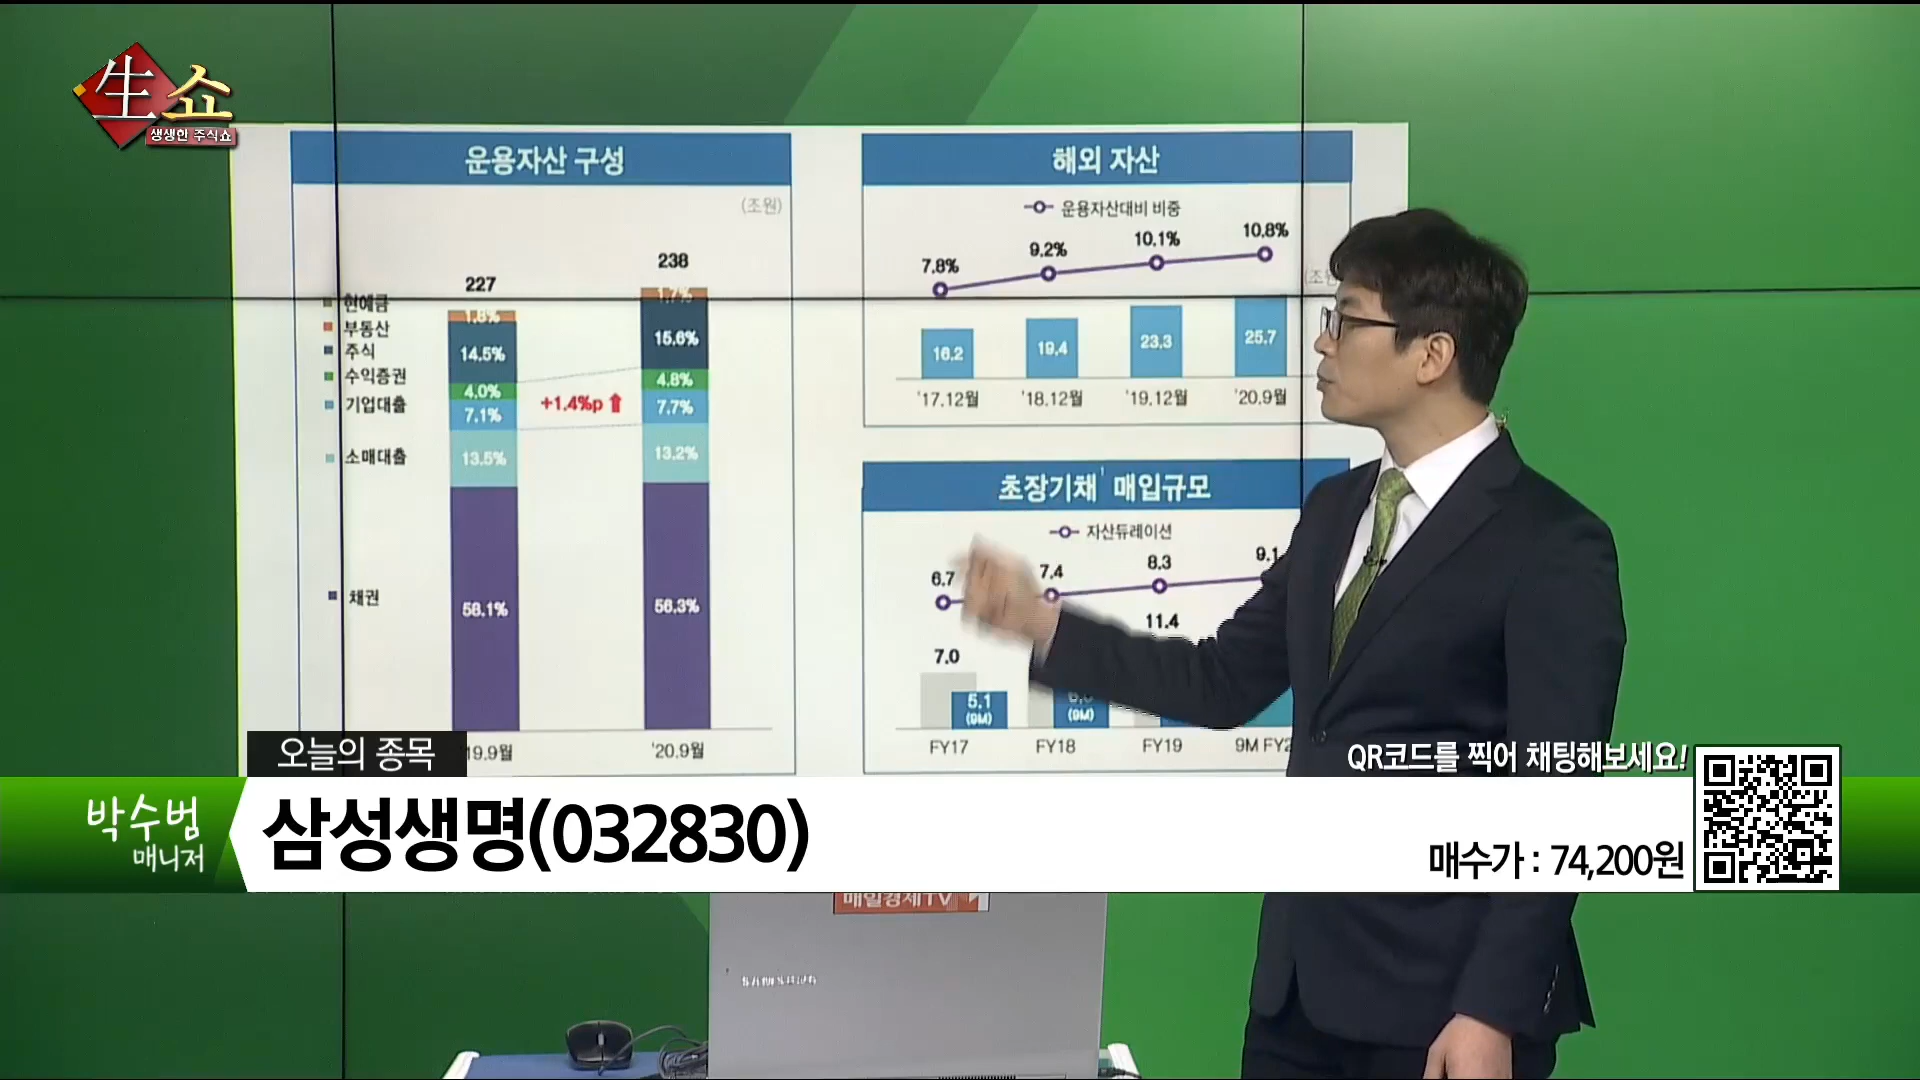 生쇼
생생한 주식쇼
운용자산 구성
(조원)
227
238
현예금
부동산
주식
수익증권
기업대출
소매대출
채권
1.8%
14.5%
4.0%
7.1%
13.5%
58.1%
+1.4%p
1.7%
15.6%
4.8%
7.7%
13.2%
56.3%
'20.9월
해외 자산
운용자산대비 비중
7.8%
9.2%
10.1%
10.8%
16.2
19.4
23.3
25.7
'17.12월
'18.12월
'19.12월
'20.9월
초장기채¹ 매입규모
자산듀레이션
6.7
7.4
8.3
9.1
7.0
11.4
5.1
(9M)
(9M)
FY17
FY18
FY19
9M
오늘의 종목
QR코드를 찍어 채팅해보세요!
박수범
매니저
삼성생명(032830)
매수가 : 74,200원
매일경제TV